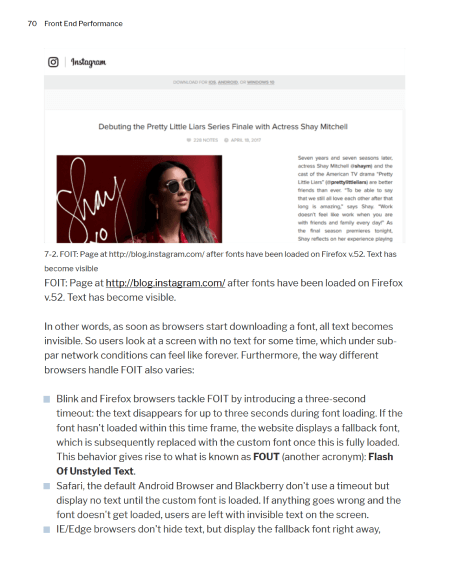 70 Front End Performance
Instagram
DOWNLOAD FOR IOS, ANDROID, OR WINDOWS 10
Debuting the Pretty Little Liars Series Finale with Actress Shay Mitchell
APRIL 18, 2017
Seven years and seven seasons later,
actress Shay Mitchell (@shaym) and the
cast of the American TV drama "Pretty
Little Liars" (@prettylittleliars) are better
friends than ever. "To be able to say
that we still all love each other after that
long is amazing," says Shay. "Work
doesn't feel like work when you are
with friends and family every day!" As
the final season premieres tonight,
Shay reflects on her experience playing
Shay
xo
7-2. FOIT: Page at http://blog.instagram.com/ after fonts have been loaded on Firefox v.52. Text has
become visible
FOIT: Page at http://blog.instagram.com/ after fonts have been loaded on Firefox
v.52. Text has become visible.
In other words, as soon as browsers start downloading a font, all text becomes
invisible. So users look at a screen with no text for some time, which under sub-
par network conditions can feel like forever. Furthermore, the way different
browsers handle FOIT also varies:
Blink and Firefox browsers tackle FOIT by introducing a three-second
timeout: the text disappears for up to three seconds during font loading. If the
font hasn't loaded within this time frame, the website displays a fallback font,
which is subsequently replaced with the custom font once this is fully loaded.
This behavior gives rise to what is known as FOUT (another acronym): Flash
Of Unstyled Text.
Safari, the default Android Browser and Blackberry don't use a timeout but
display no text until the custom font is loaded. If anything goes wrong and the
font doesn't get loaded, users are left with invisible text on the screen.
IE/Edge browsers don't hide text, but display the fallback font right away,